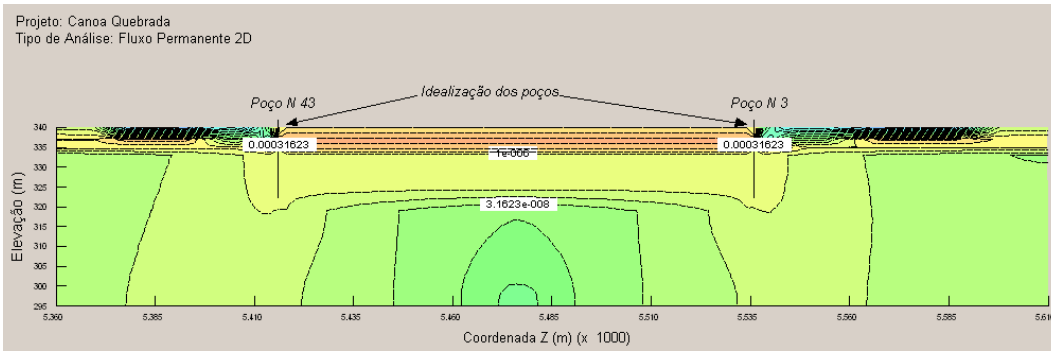 Projeto: Canoa Quebrada
Tipo de Análise: Fluxo Permanente 2D
Idealização dos poços
Poço N 43
Poço N 3
Elevação (m)
340
335
325
320
315
310
305
300
295
0.00031623
0.00031623
1e-006
3.1623e-008
5.360
5.385
5.410
5.435
5.460
5.485
5.510
5.535
5.560
5.585
5.61
Coordenada Z (m) (x 1000)